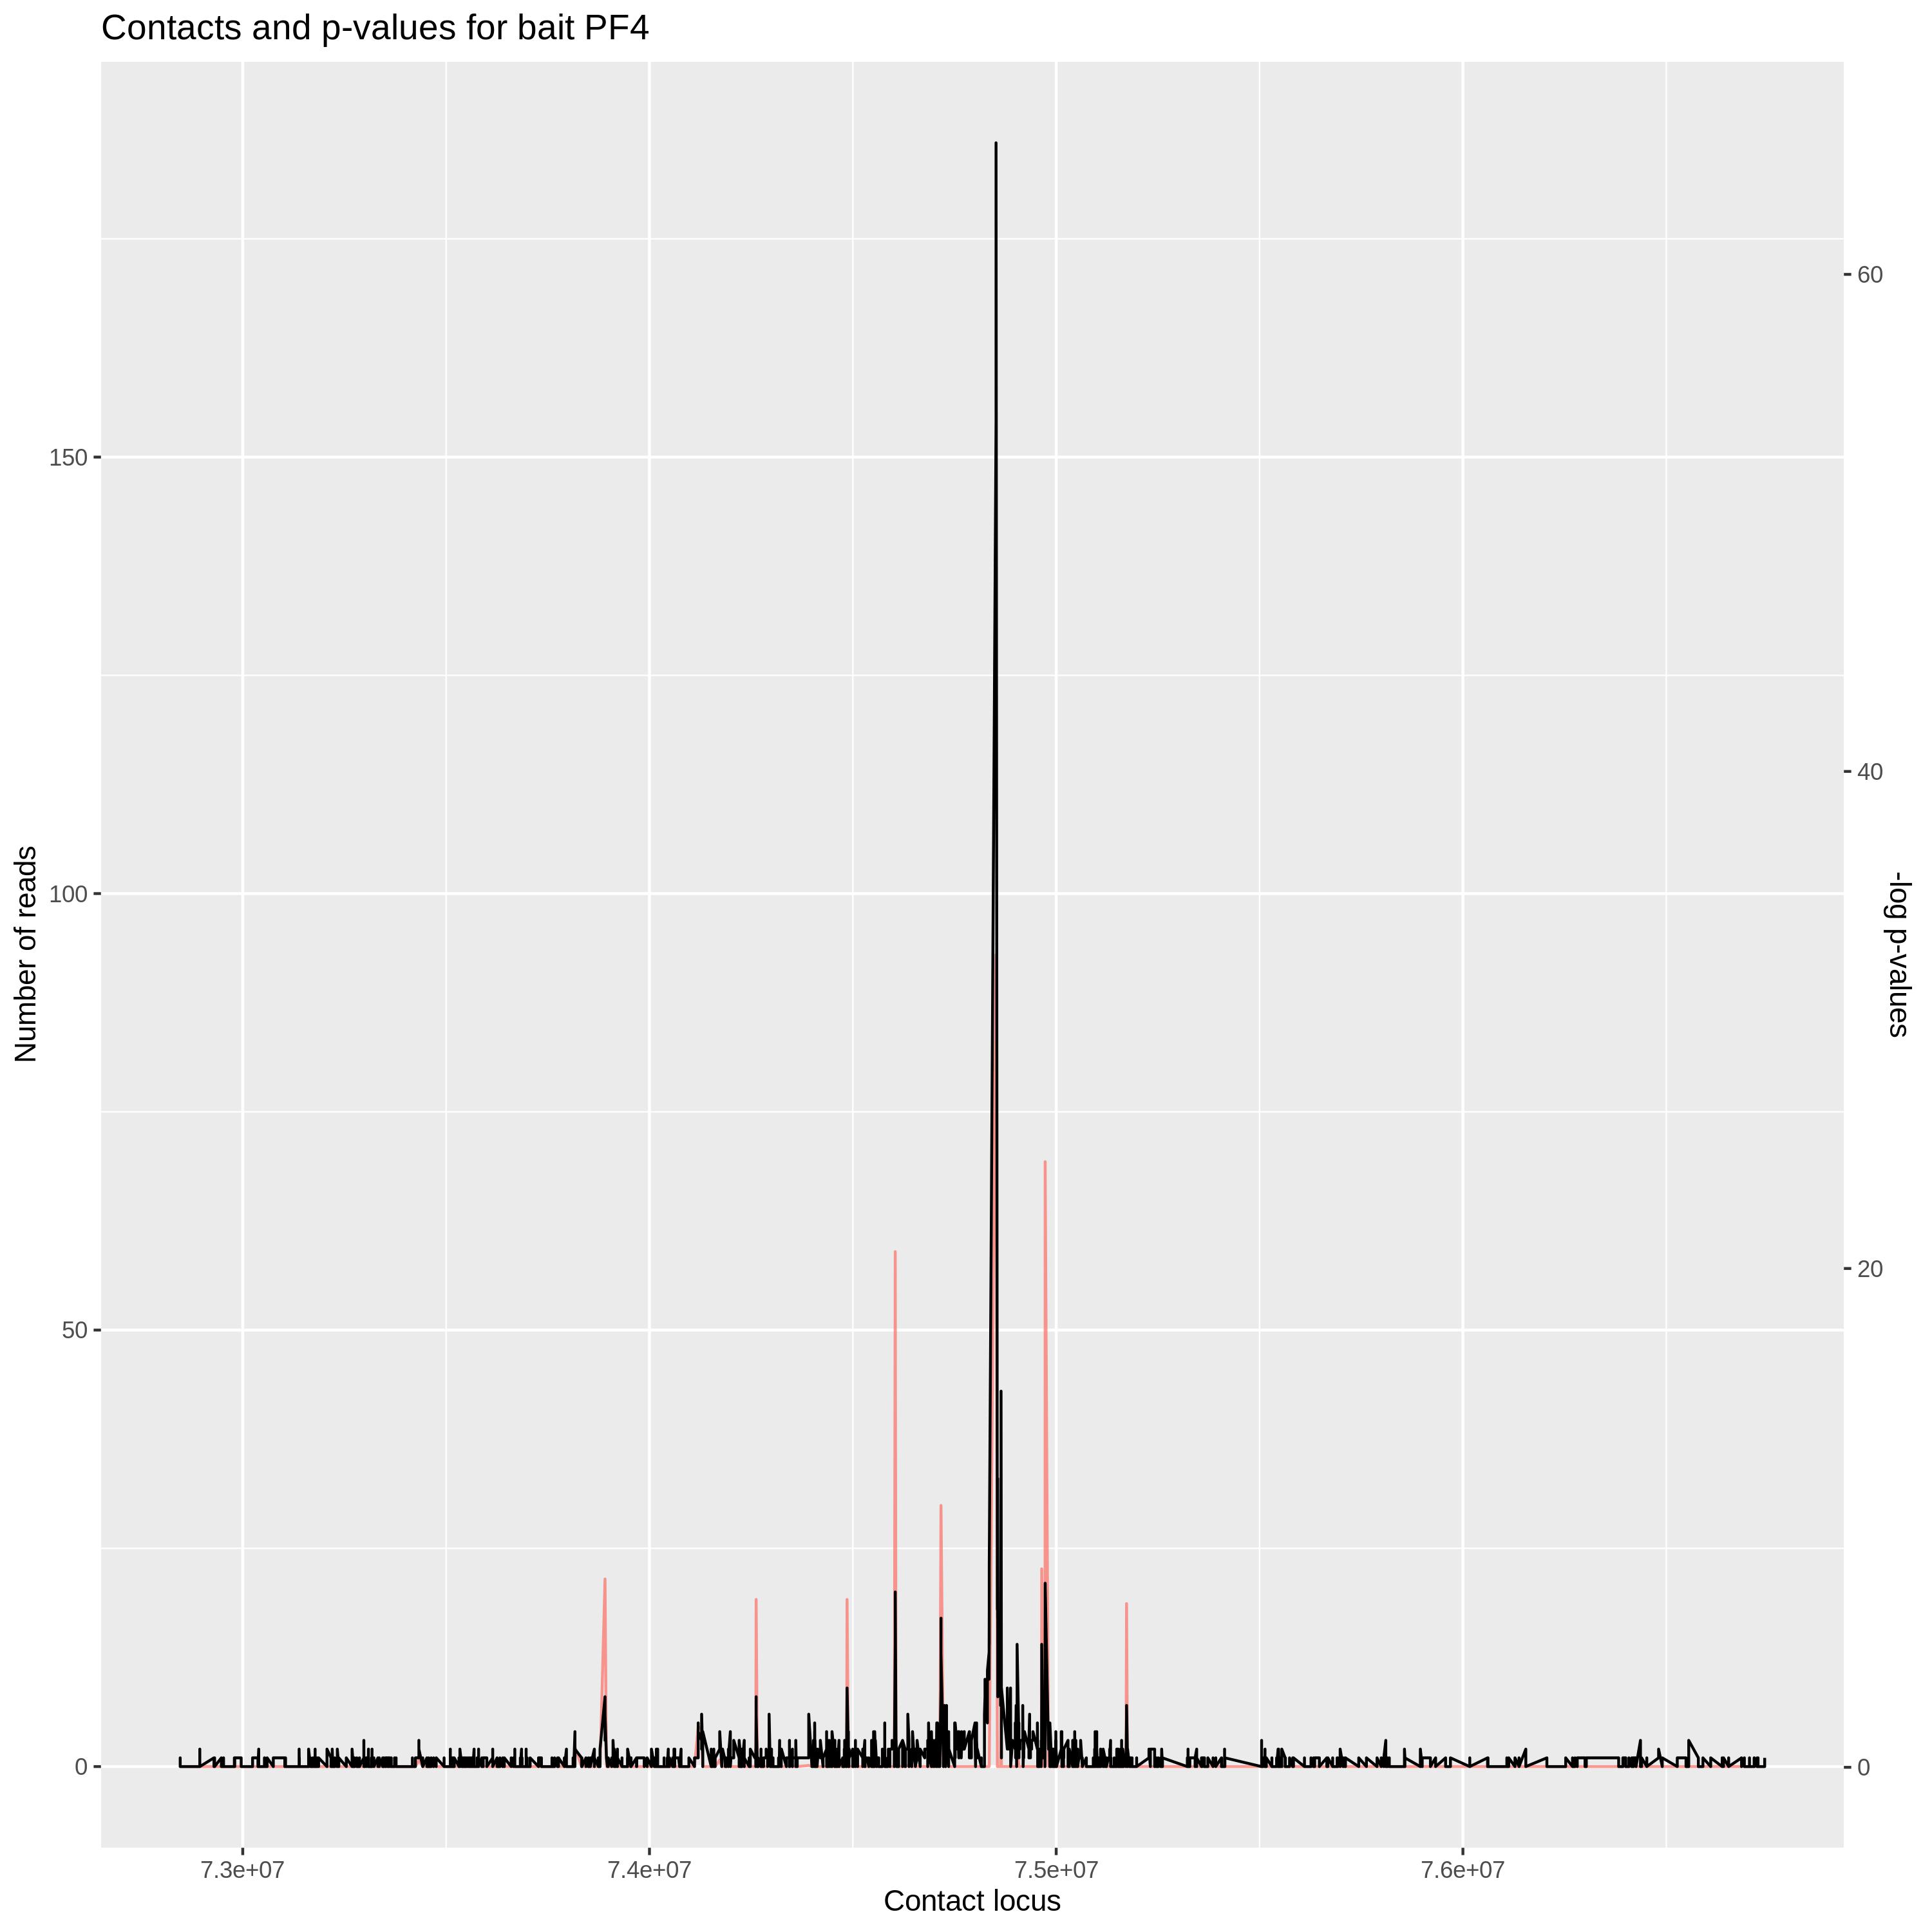 Contacts and p-values for bait PF4
150
100
50
0
60
40
20
0
Number of reads
-log p-values
7.3e+07
7.4e+07
7.5e+07
7.6e+07
Contact locus